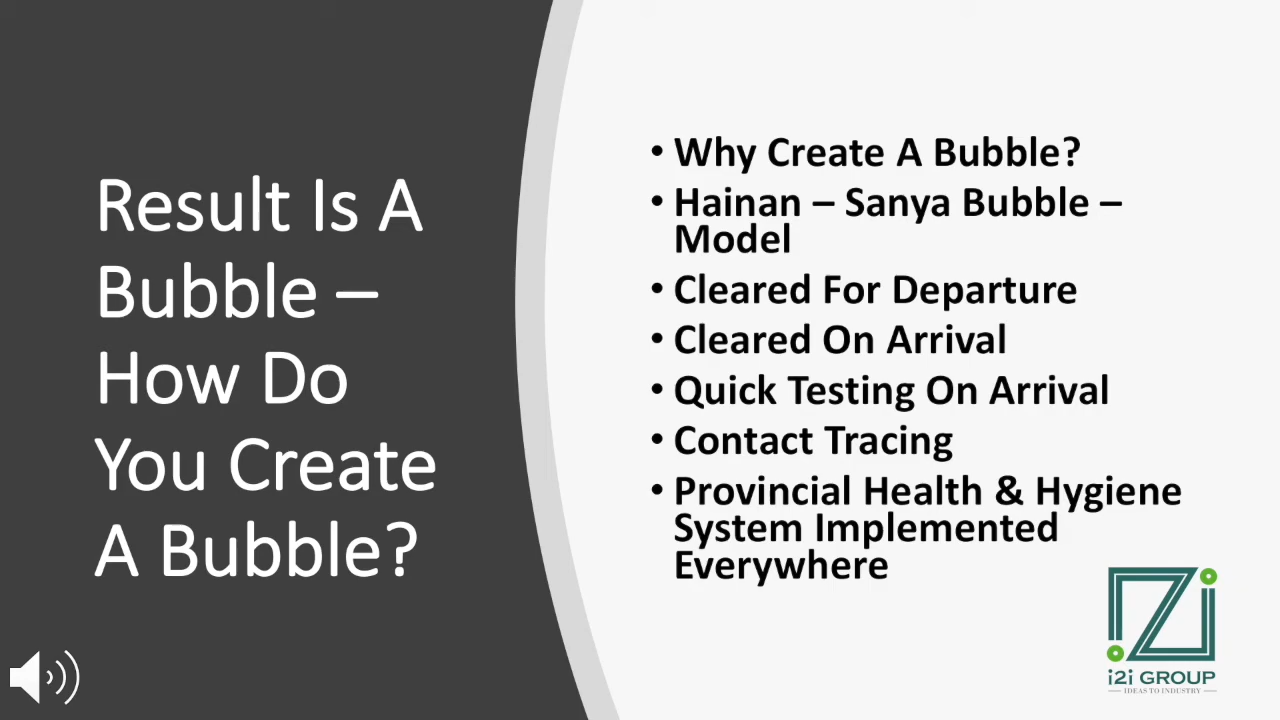 Result Is A
Bubble –
How Do
You Create
A Bubble?
• Why Create A Bubble?
• Hainan – Sanya Bubble –
Model
• Cleared For Departure
• Cleared On Arrival
• Quick Testing On Arrival
• Contact Tracing
• Provincial Health & Hygiene
System Implemented
Everywhere
i2i
i2i GROUP
IDEAS TO INDUSTRY